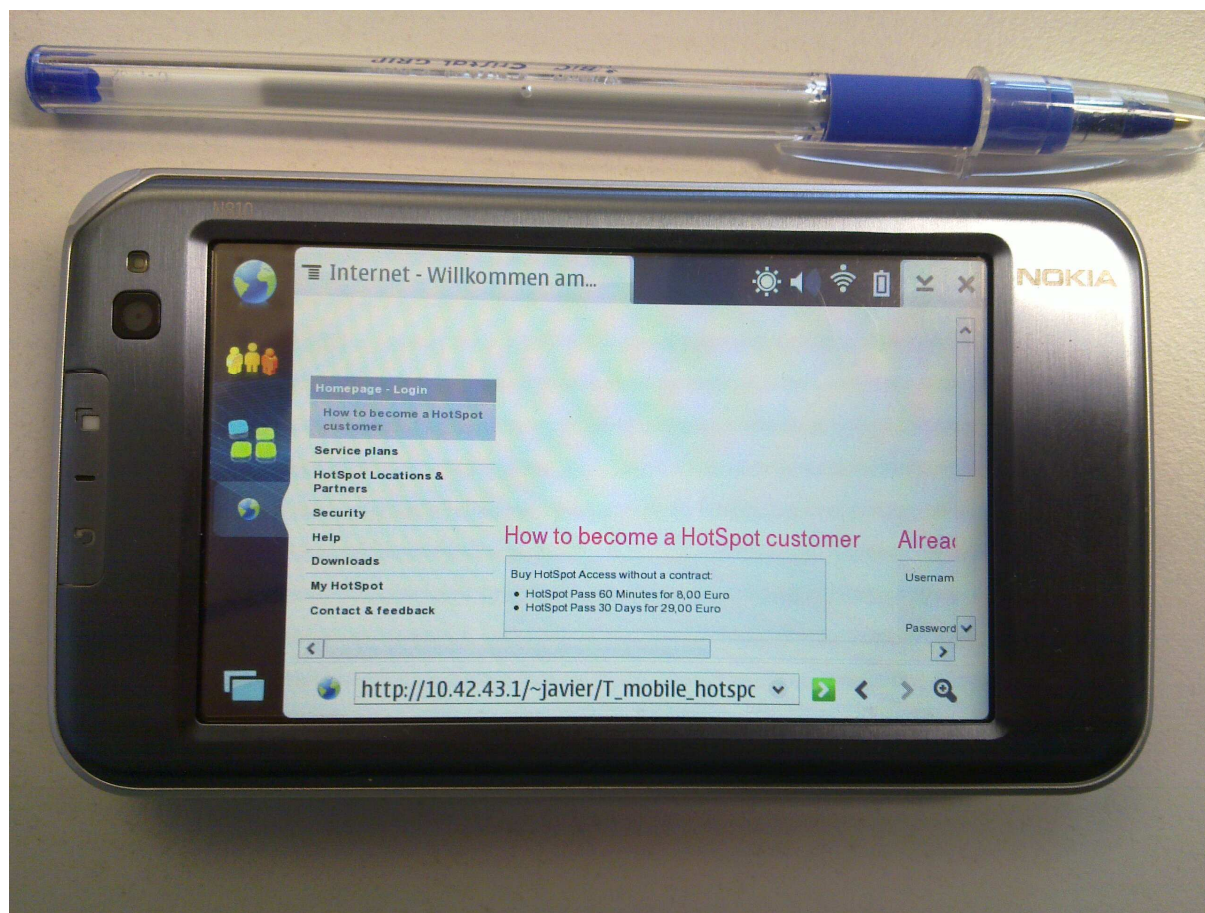 BIC Cristal GRIP
N810
NOKIA
Internet - Willkommen am...
Homepage - Login
How to become a HotSpot
customer
Service plans
HotSpot Locations &
Partners
Security
Help
Downloads
My HotSpot
Contact & feedback
How to become a HotSpot customer
Buy HotSpot Access without a contract:
• HotSpot Pass 60 Minutes for 8,00 Euro
• HotSpot Pass 30 Days for 29,00 Euro
Alread
Usernam
Password
http://10.42.43.1/~javier/T_mobile_hotspc